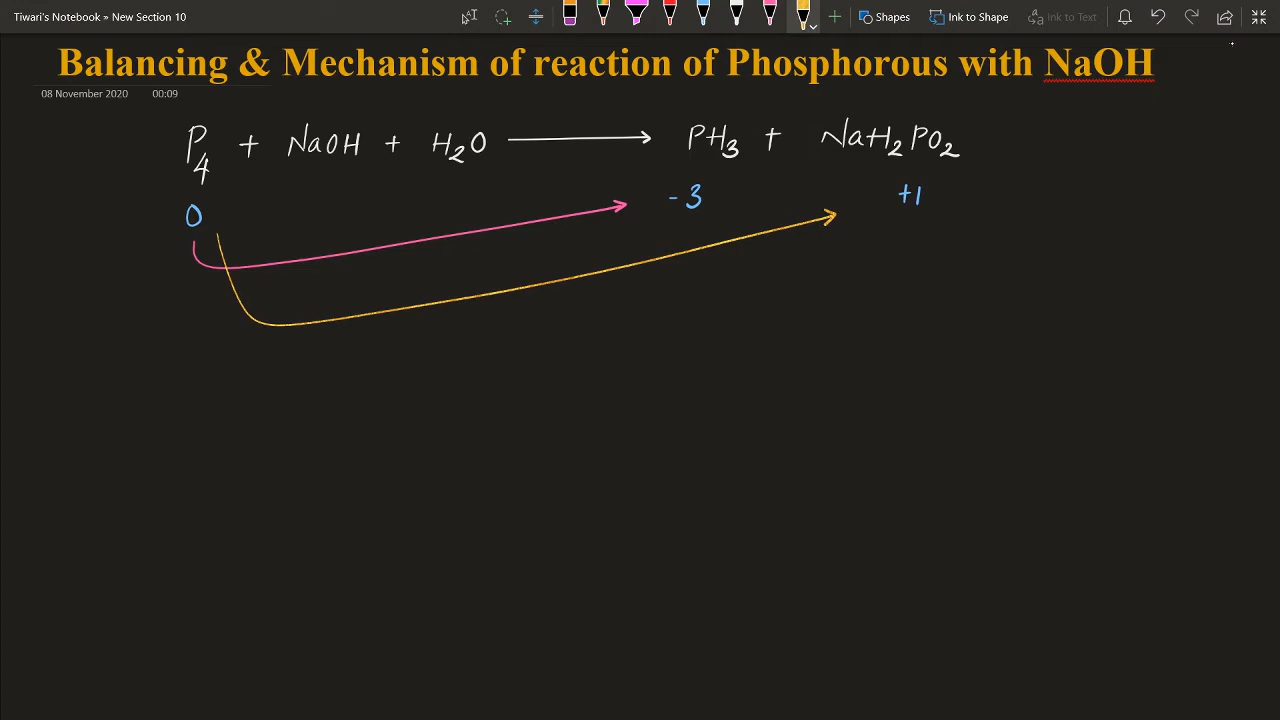 Tiwari's Notebook » New Section 10
Shapes Ink to Shape Ink to Text
Balancing & Mechanism of reaction of Phosphorous with NaOH
08 November 2020 00:09
P4 + NaOH + H2O ⟶ PH3 + NaH2PO2
0 -3 +1